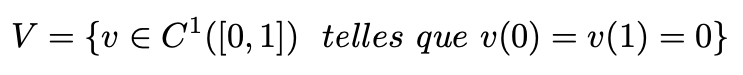 V = {v ∈ C¹([0, 1]) telles que v(0) = v(1) = 0}